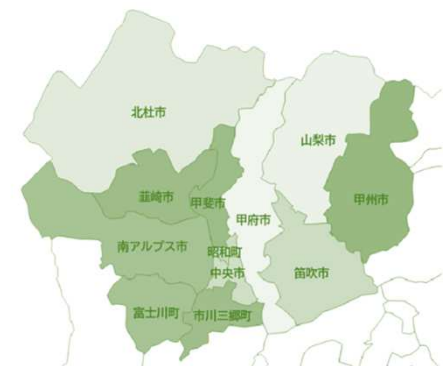 北杜市
山梨市
韮崎市
甲斐市
甲州市
甲府市
南アルプス市
昭和町
中央市
笛吹市
富士川町
市川三郷町